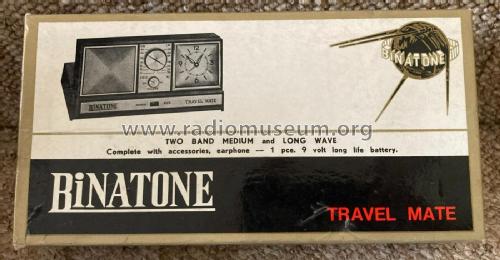 BINATONE
BINATONE
TRAVEL MATE
www.radiomuseum.org
TWO BAND MEDIUM and LONG WAVE
Complete with accessories, earphone — 1 pce. 9 volt long life battery.
BiNATONE
TRAVEL MATE